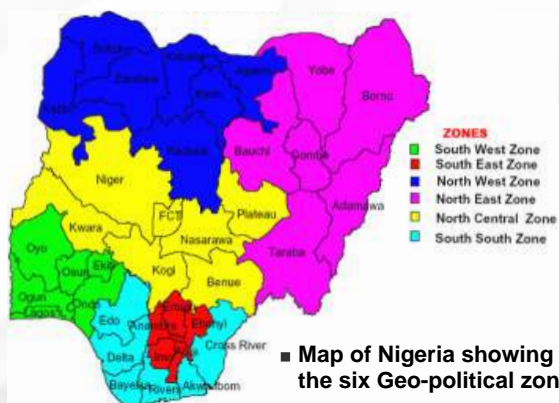 Sokoto
Katsina
Jigawa
Zamfara
Kano
Kebbi
Kaduna
Yobe
Borno
Bauchi
Gombe
Adamawa
Taraba
Niger
FCT
Plateau
Kwara
Nasarawa
Kogi
Benue
Oyo
Osun
Ekiti
Ogun
Ondo
Lagos
Edo
Delta
Bayelsa
Rivers
Anambra
Enugu
Ebonyi
Imo
Abia
Cross River
Akwa Ibom
ZONES
South West Zone
South East Zone
North West Zone
North East Zone
North Central Zone
South South Zone
Map of Nigeria showing
the six Geo-political zon